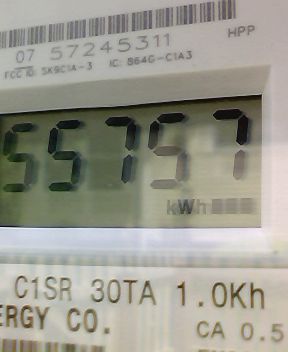 HPP
07 57245311
FCC ID: SK9C1A-3 IC: 864G-C1A3
55757
kWh
C1SR 30TA 1.0Kh
ERGY CO.
CA 0.5